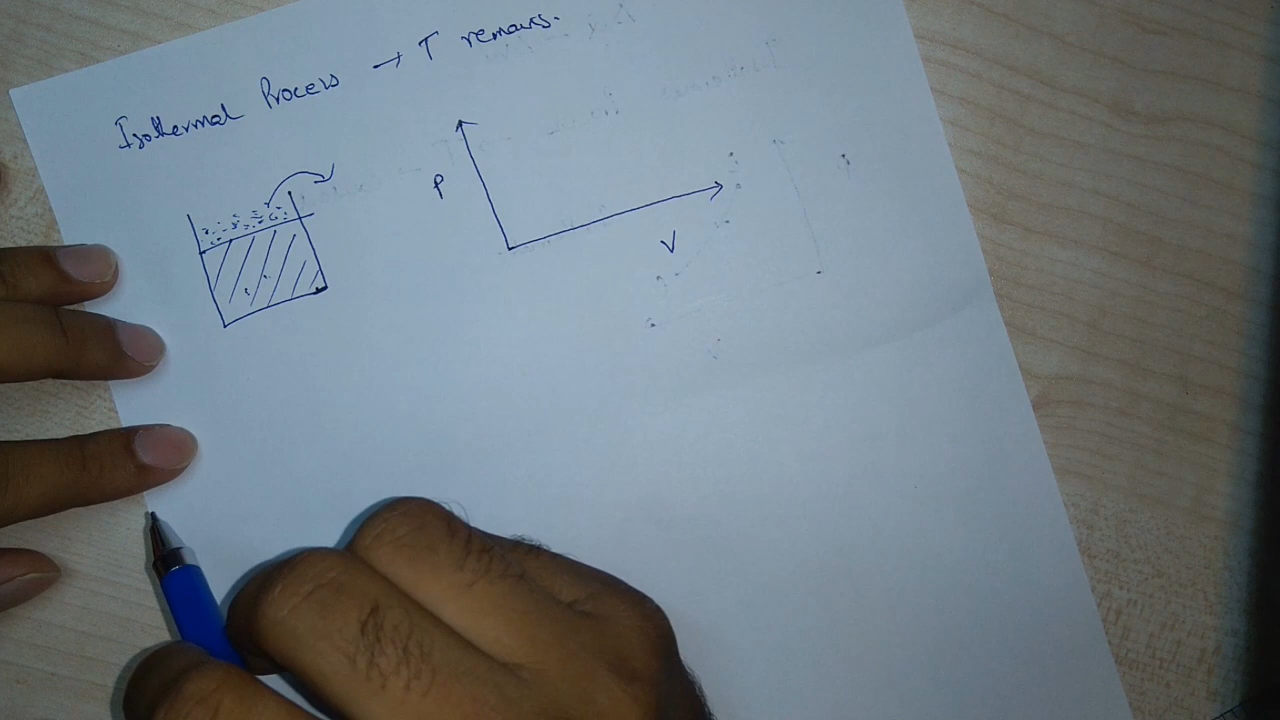 Isothermal Process → T remains.
P
V